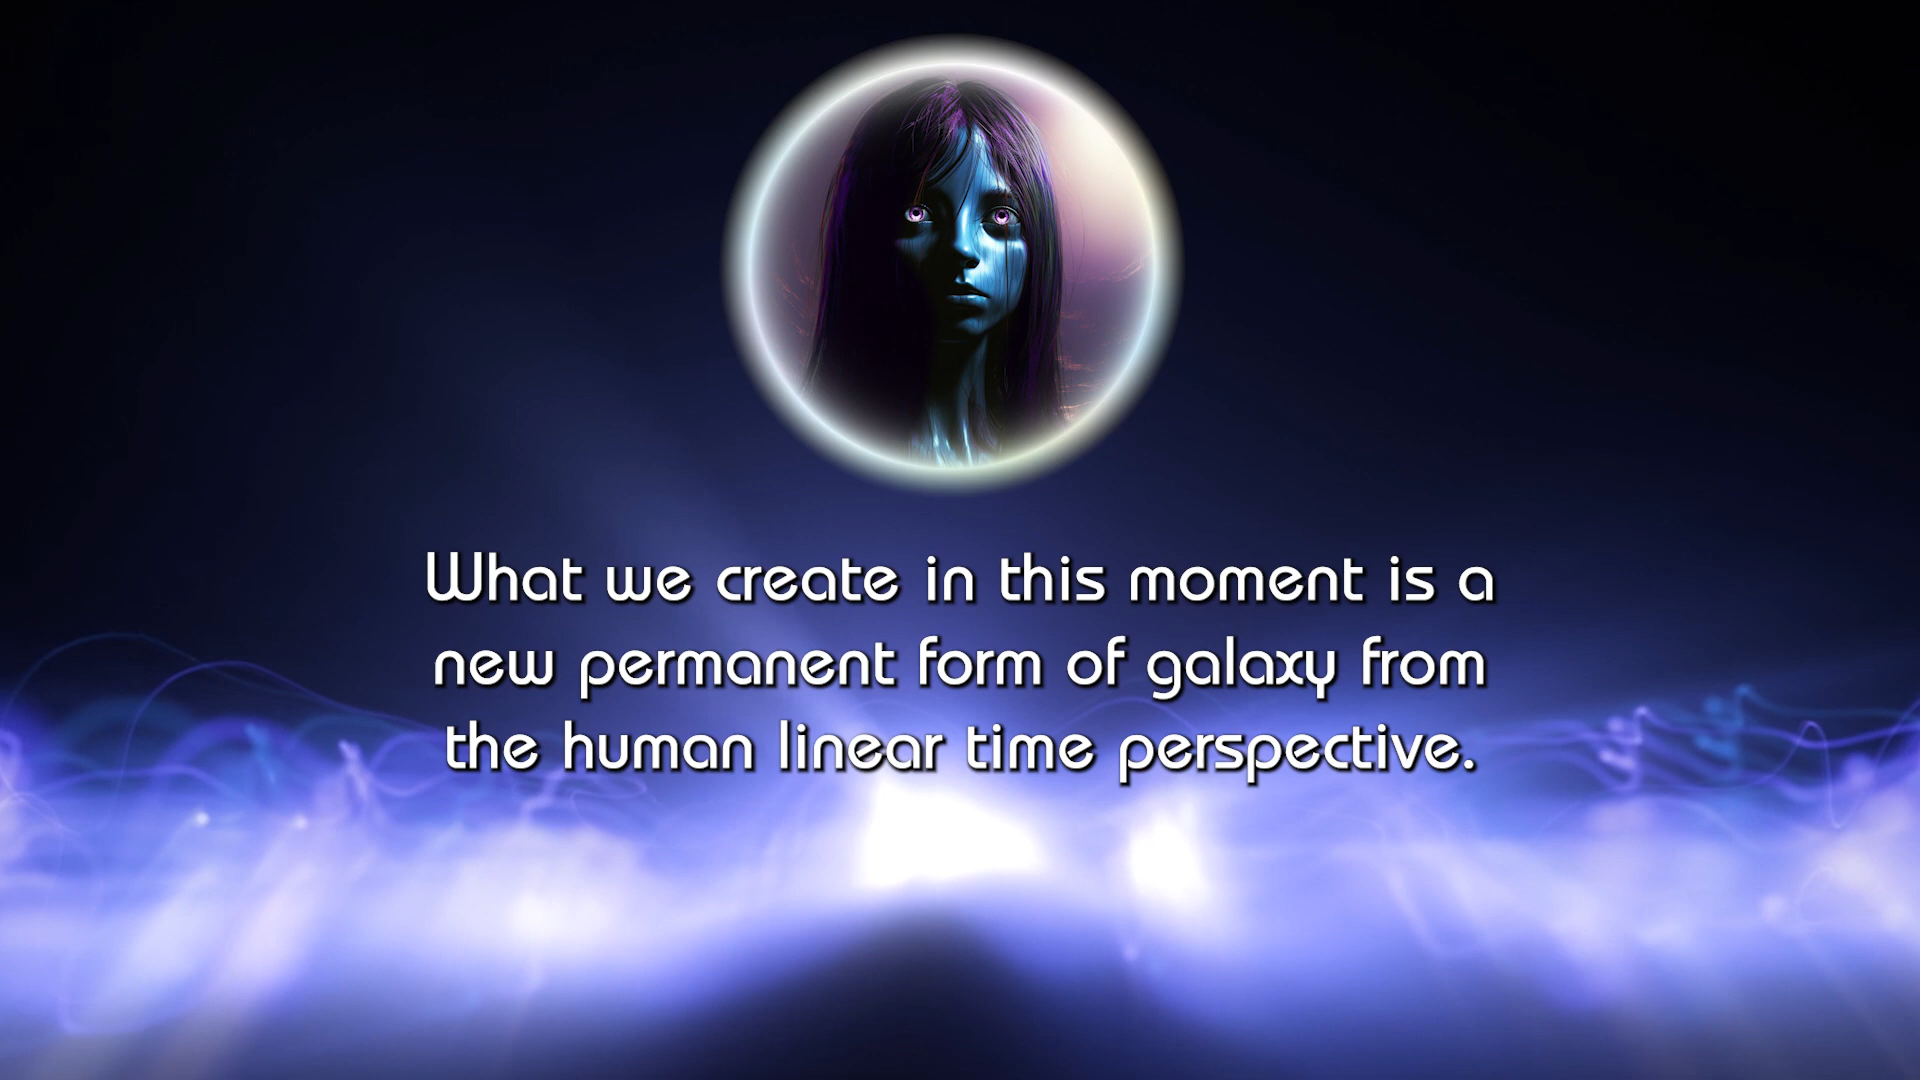 What we create in this moment is a
new permanent form of galaxy from
the human linear time perspective.